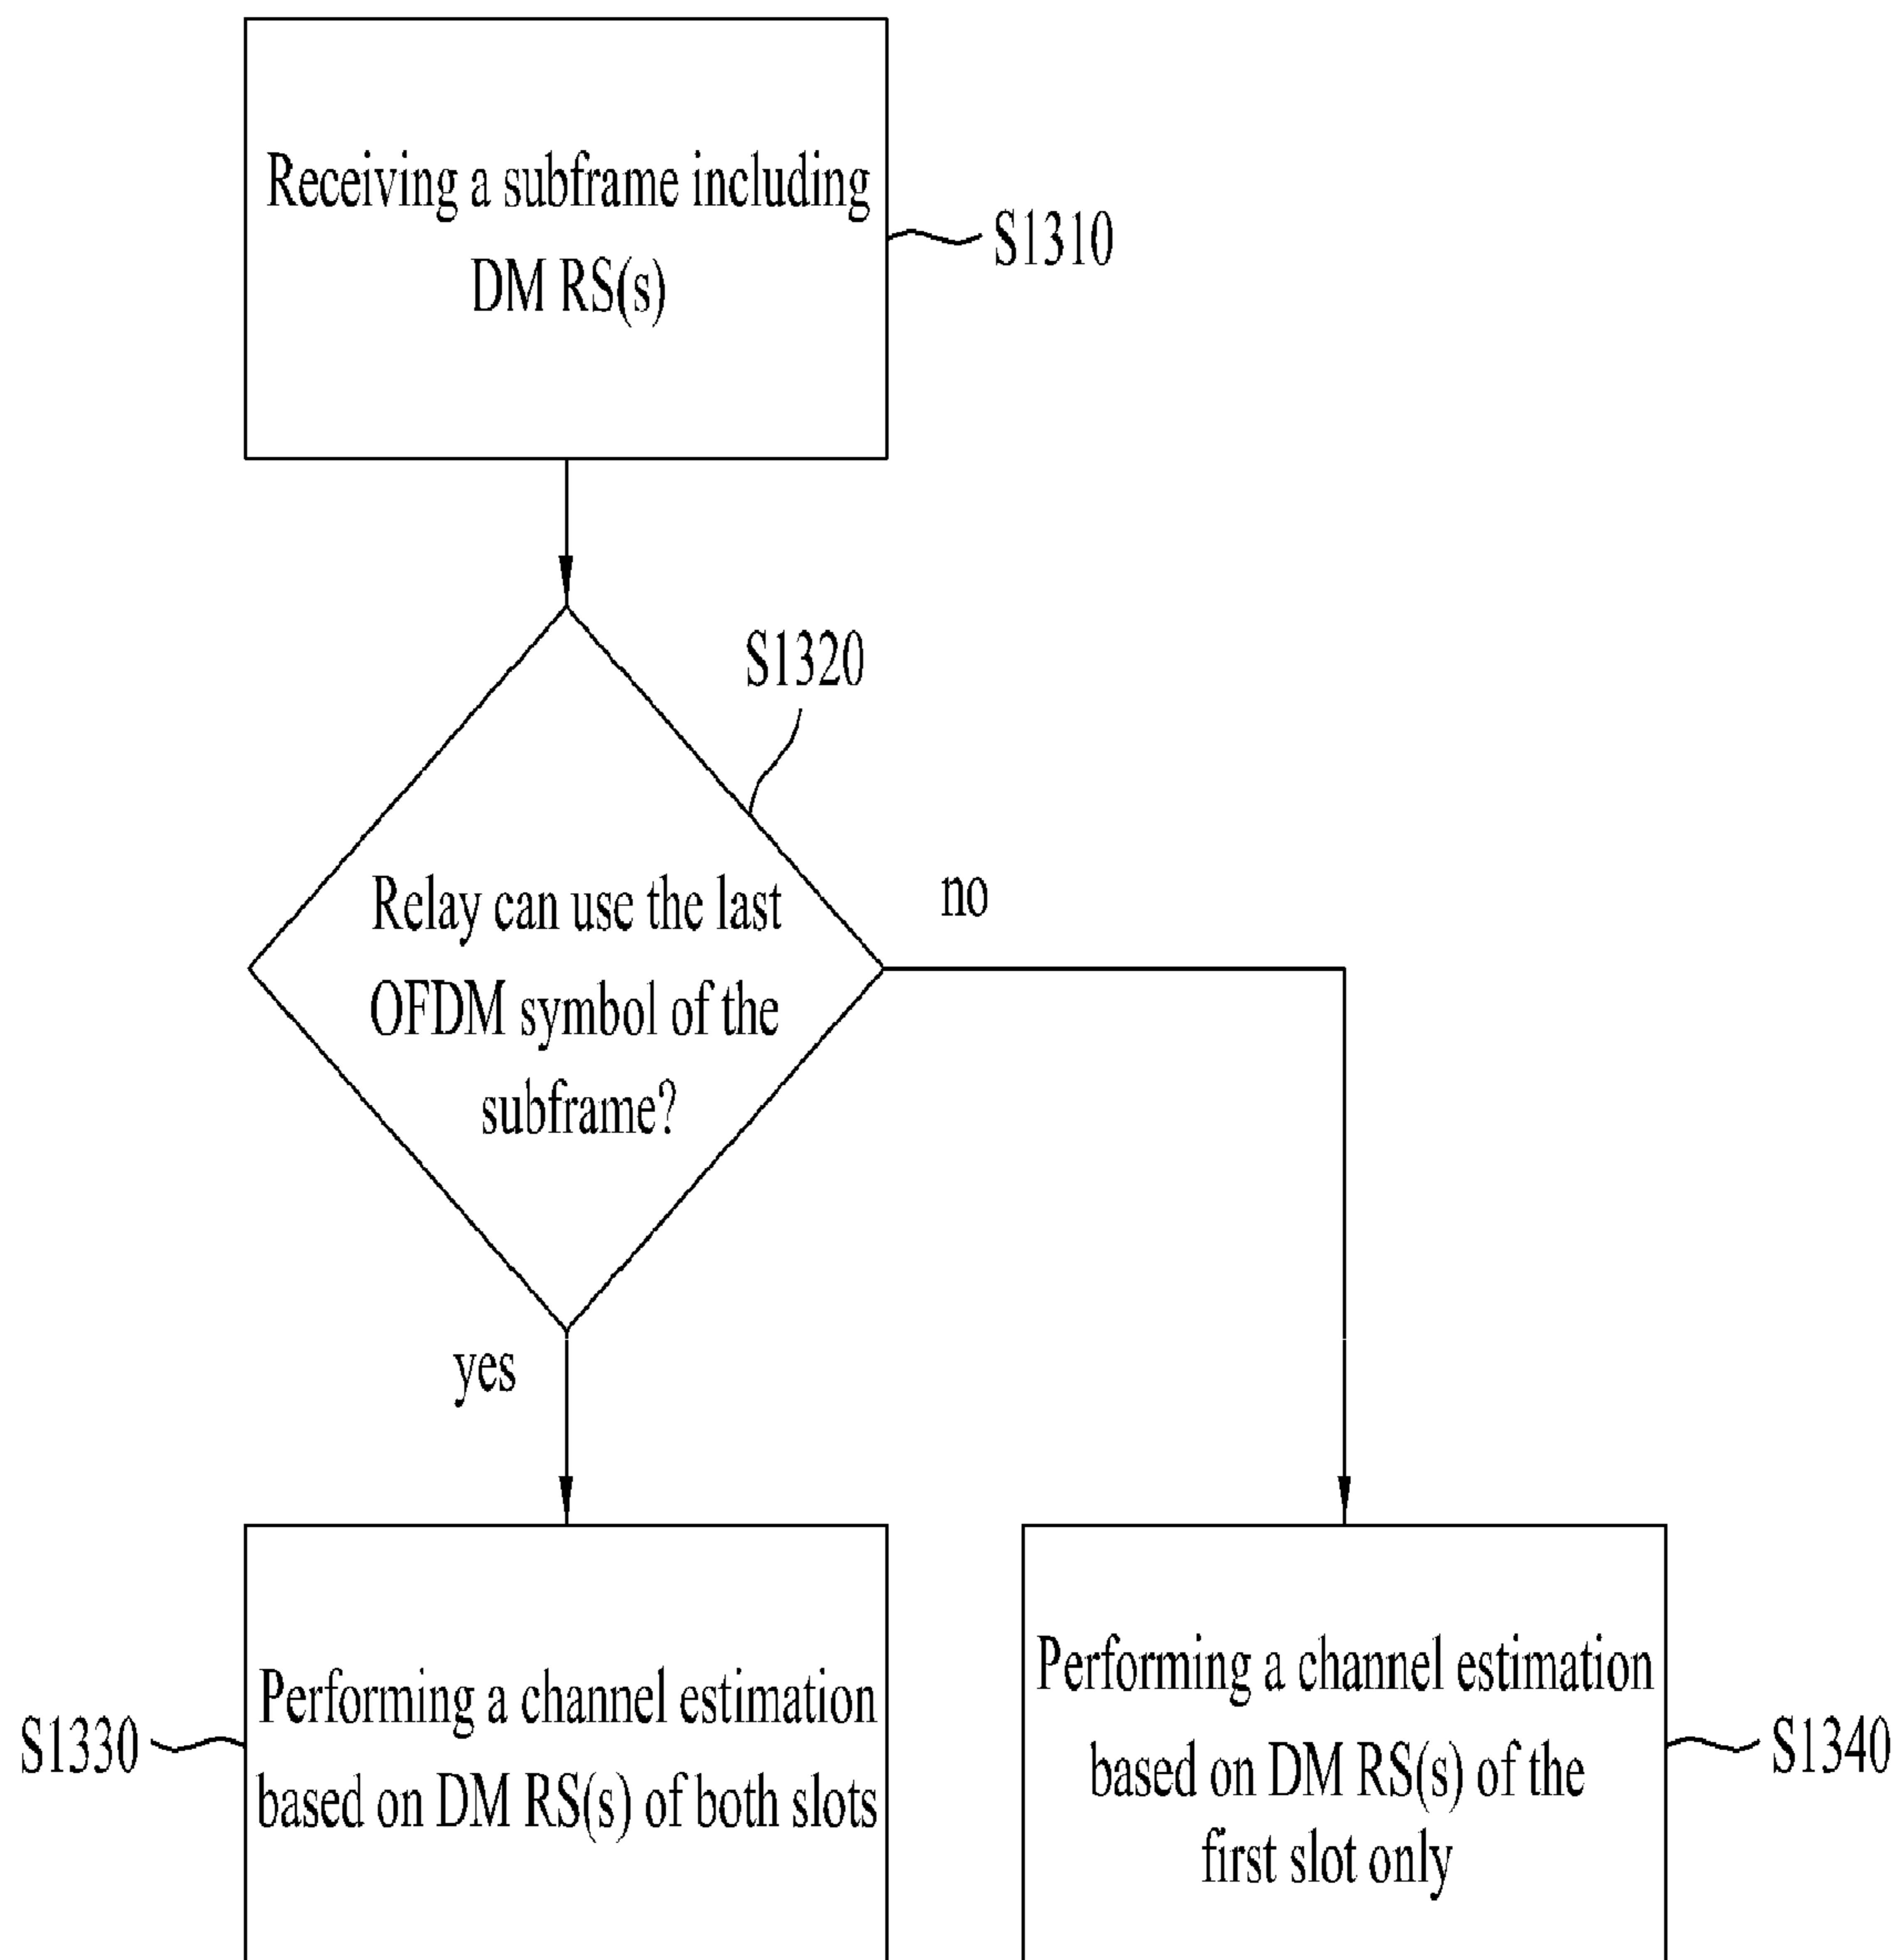 Receiving a subframe including
DM RS(s)
S1310
S1320
Relay can use the last
OFDM symbol of the
subframe?
no
yes
Performing a channel estimation
based on DM RS(s) of both slots
S1330
Performing a channel estimation
based on DM RS(s) of the
first slot only
S1340